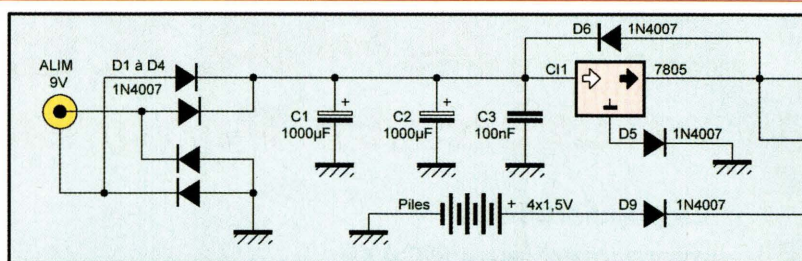 ALIM
9V
D1 à D4
1N4007
C1
1000µF
+
C2
1000µF
+
C3
100nF
D6
1N4007
CI1
7805
D5
1N4007
Piles
+
4x1,5V
D9
1N4007